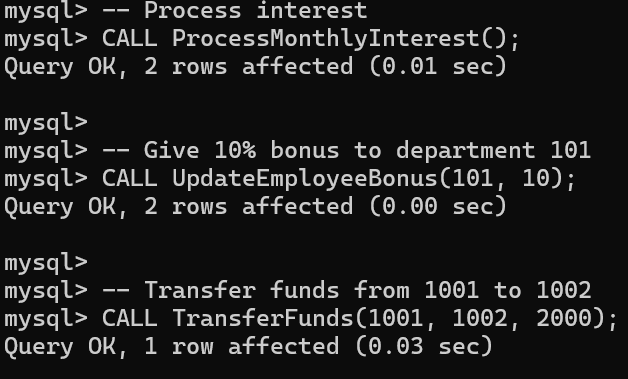 mysql> -- Process interest
mysql> CALL ProcessMonthlyInterest();
Query OK, 2 rows affected (0.01 sec)

mysql>
mysql> -- Give 10% bonus to department 101
mysql> CALL UpdateEmployeeBonus(101, 10);
Query OK, 2 rows affected (0.00 sec)

mysql>
mysql> -- Transfer funds from 1001 to 1002
mysql> CALL TransferFunds(1001, 1002, 2000);
Query OK, 1 row affected (0.03 sec)